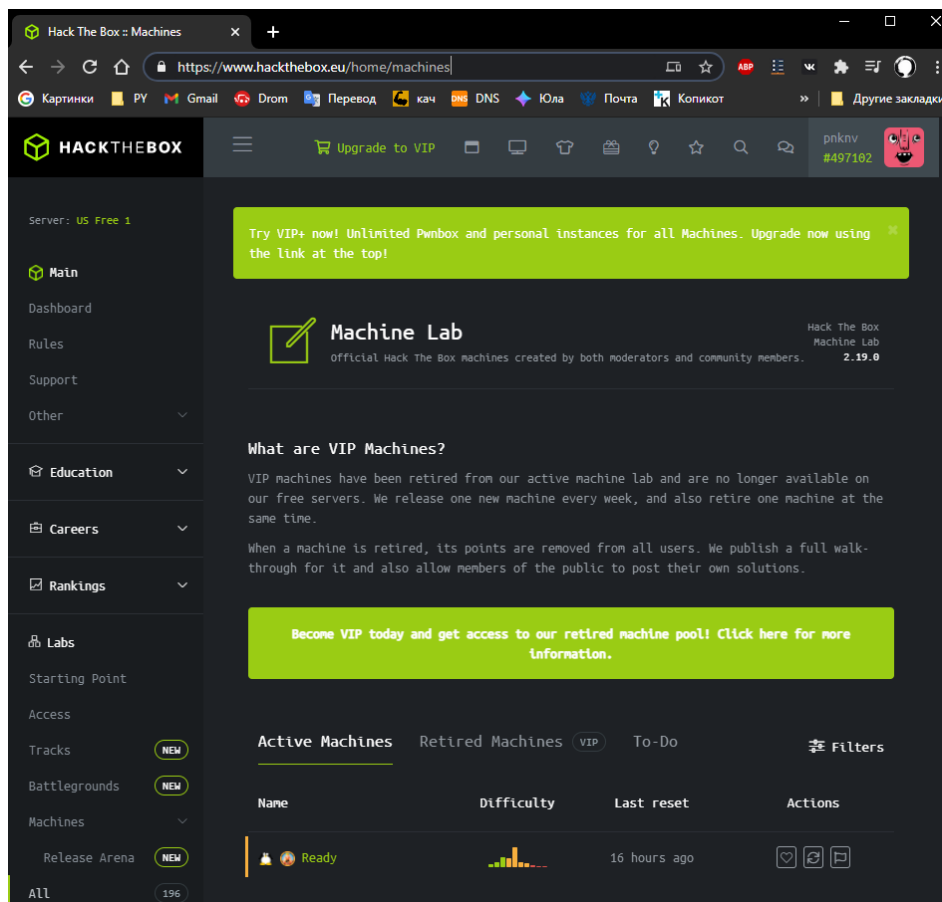 Hack The Box :: Machines
https://www.hackthebox.eu/home/machines
ABP
Картинки PY Gmail Drom Перевод кач DNS DNS Юла Почта Копикот » Другие закладки
HACKTHEBOX
Upgrade to VIP
pnknv
#497102
Server: US Free 1
Try VIP+ now! Unlimited Pwnbox and personal instances for all Machines. Upgrade now using
the link at the top!
Main
Dashboard
Rules
Support
Other
Education
Careers
Rankings
Labs
Starting Point
Access
Tracks NEW
Battlegrounds NEW
Machines
Release Arena NEW
All 196
Machine Lab
Official Hack The Box machines created by both moderators and community members.
Hack The Box
Machine Lab
2.19.0
What are VIP Machines?
VIP machines have been retired from our active machine lab and are no longer available on
our free servers. We release one new machine every week, and also retire one machine at the
same time.
When a machine is retired, its points are removed from all users. We publish a full walk-
through for it and also allow members of the public to post their own solutions.
Become VIP today and get access to our retired machine pool! Click here for more
information.
Active Machines Retired Machines VIP To-Do Filters
Name Difficulty Last reset Actions
Ready 16 hours ago